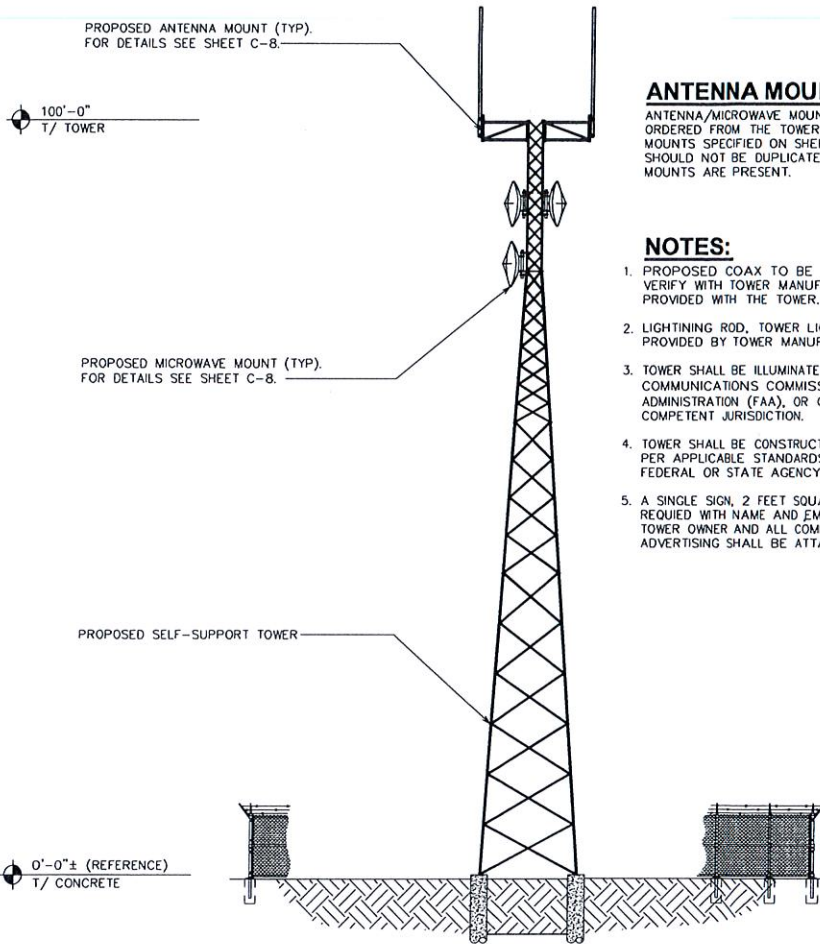 PROPOSED ANTENNA MOUNT (TYP).
FOR DETAILS SEE SHEET C-8.
100'-0"
T/ TOWER
PROPOSED MICROWAVE MOUNT (TYP).
FOR DETAILS SEE SHEET C-8.
PROPOSED SELF-SUPPORT TOWER
0'-0"± (REFERENCE)
T/ CONCRETE
ANTENNA MOU
ANTENNA/MICROWAVE MOUN
ORDERED FROM THE TOWER
MOUNTS SPECIFIED ON SHE
SHOULD NOT BE DUPLICATE
MOUNTS ARE PRESENT.
NOTES:
1. PROPOSED COAX TO BE
VERIFY WITH TOWER MANUF
PROVIDED WITH THE TOWER.
2. LIGHTINING ROD, TOWER LI
PROVIDED BY TOWER MANUF
3. TOWER SHALL BE ILLUMINATE
COMMUNICATIONS COMMISS
ADMINISTRATION (FAA), OR
COMPETENT JURISDICTION.
4. TOWER SHALL BE CONSTRUCT
PER APPLICABLE STANDARDS
FEDERAL OR STATE AGENCY
5. A SINGLE SIGN, 2 FEET SQUA
REQUIED WITH NAME AND EM
TOWER OWNER AND ALL COM
ADVERTISING SHALL BE ATTA